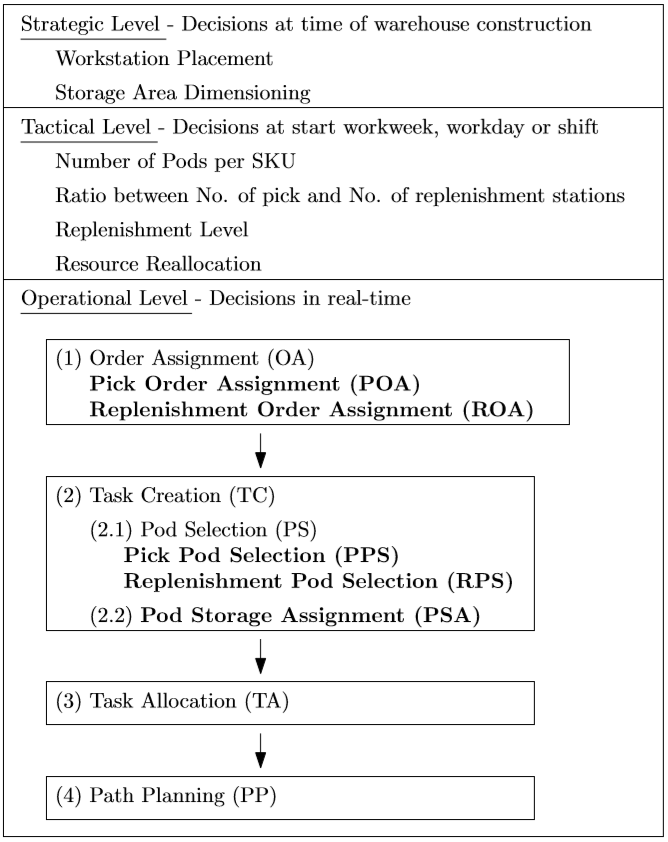 Strategic Level - Decisions at time of warehouse construction
Workstation Placement
Storage Area Dimensioning
Tactical Level - Decisions at start workweek, workday or shift
Number of Pods per SKU
Ratio between No. of pick and No. of replenishment stations
Replenishment Level
Resource Reallocation
Operational Level - Decisions in real-time
(1) Order Assignment (OA)
Pick Order Assignment (POA)
Replenishment Order Assignment (ROA)
(2) Task Creation (TC)
(2.1) Pod Selection (PS)
Pick Pod Selection (PPS)
Replenishment Pod Selection (RPS)
(2.2) Pod Storage Assignment (PSA)
(3) Task Allocation (TA)
(4) Path Planning (PP)